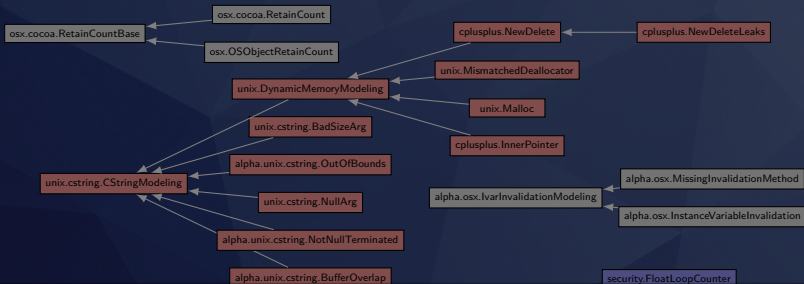 osx.cocoa.RetainCount
osx.cocoa.RetainCountBase
osx.OSObjectRetainCount
cplusplus.NewDelete
cplusplus.NewDeleteLeaks
unix.MismatchedDeallocator
unix.DynamicMemoryModeling
unix.Malloc
unix.cstring.BadSizeArg
cplusplus.InnerPointer
alpha.unix.cstring.OutOfBounds
unix.cstring.CStringModeling
alpha.osx.MissingInvalidationMethod
alpha.osx.IvarInvalidationModeling
unix.cstring.NullArg
alpha.osx.InstanceVariableInvalidation
alpha.unix.cstring.NotNullTerminated
alpha.unix.cstring.BufferOverlap
security.FloatLoopCounter